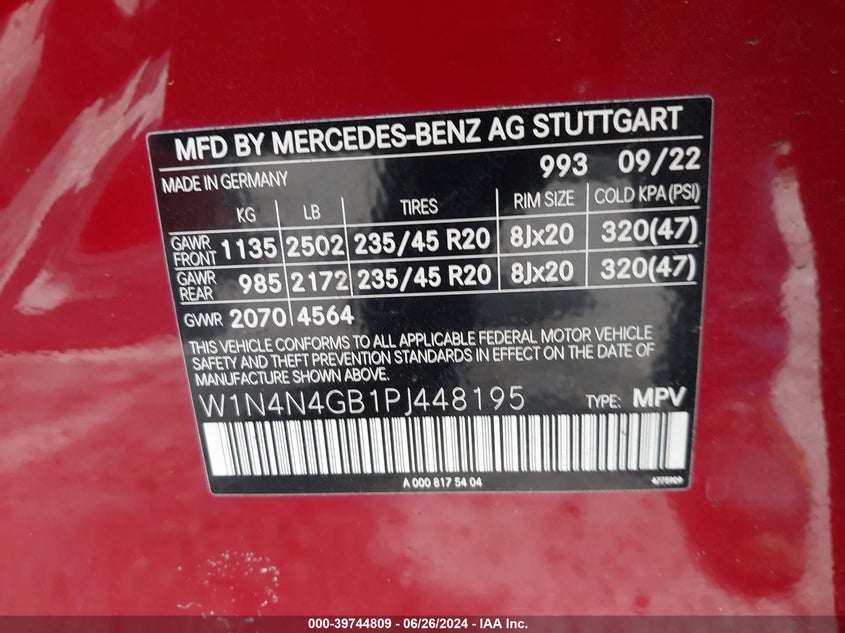 MFD BY MERCEDES-BENZ AG STUTTGART
993 09/22
MADE IN GERMANY
KG LB TIRES RIM SIZE COLD KPA (PSI)
GAWR FRONT 1135 2502 235/45 R20 8Jx20 320(47)
GAWR REAR 985 2172 235/45 R20 8Jx20 320(47)
GVWR 2070 4564
THIS VEHICLE CONFORMS TO ALL APPLICABLE FEDERAL MOTOR VEHICLE
SAFETY AND THEFT PREVENTION STANDARDS IN EFFECT ON THE DATE OF
MANUFACTURE SHOWN ABOVE.
W1N4N4GB1PJ448195 TYPE: MPV
A 000 817 54 04
000-39744809 - 06/26/2024 - IAA Inc.